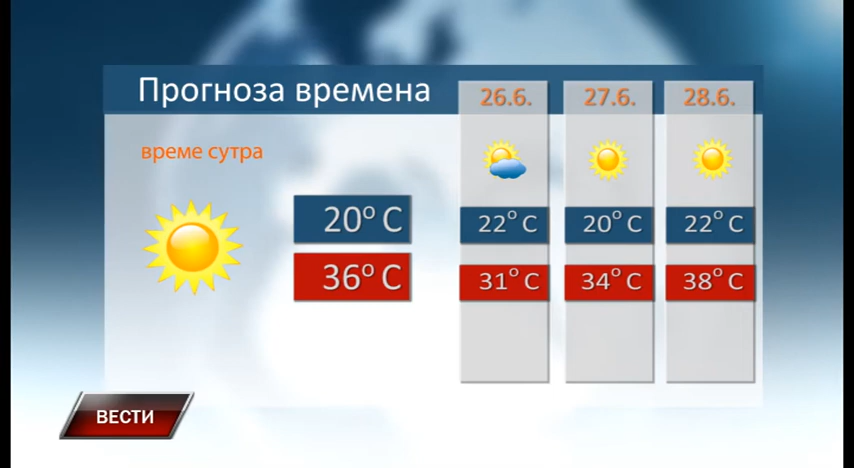 Прогноза времена
време сутра
20° C
36° C
26.6.
22° C
31° C
27.6.
20° C
34° C
28.6.
22° C
38° C
ВЕСТИ